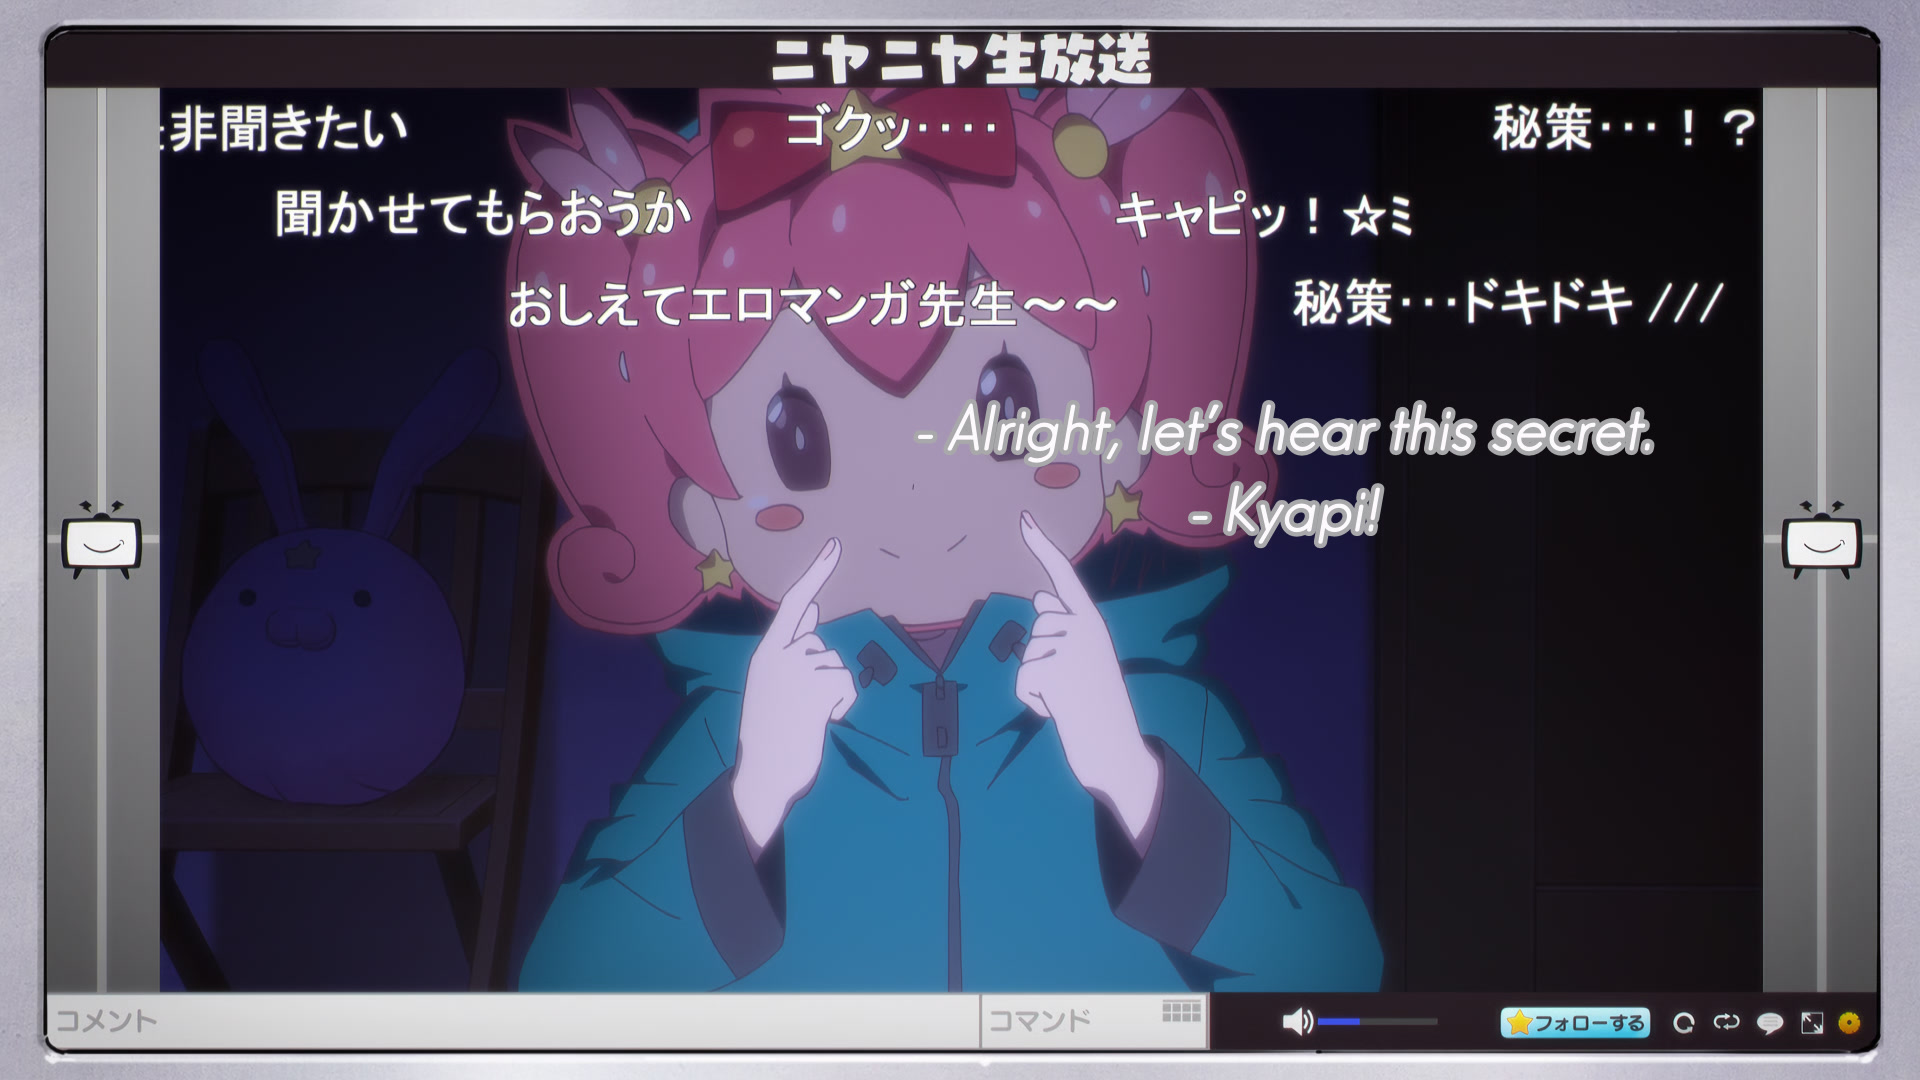 ニヤニヤ生放送
非聞きたい
ゴクッ････
秘策･･･！？
聞かせてもらおうか
キャピッ！☆ミ
おしえてエロマンガ先生～～
秘策･･･ドキドキ///
- Alright, let's hear this secret.
- Kyapi!
コメント
コマンド
フォローする